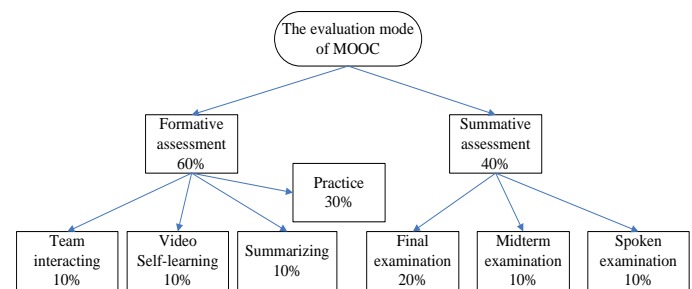 The evaluation mode
of MOOC
Formative
assessment
60%
Summative
assessment
40%
Practice
30%
Team
interacting
10%
Video
Self-learning
10%
Summarizing
10%
Final
examination
20%
Midterm
examination
10%
Spoken
examination
10%